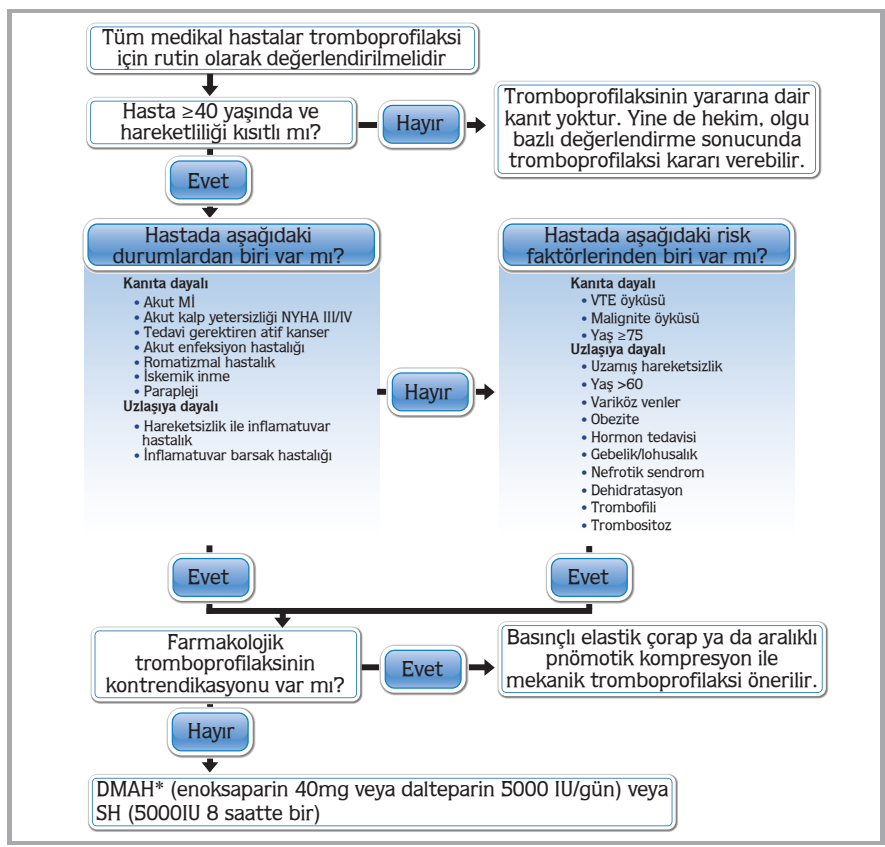 Tüm medikal hastalar tromboprofilaksi
için rutin olarak değerlendirilmelidir
Hasta ≥40 yaşında ve
hareketliliği kısıtlı mı?
Hayır
Tromboprofilaksinin yararına dair
kanıt yoktur. Yine de hekim, olgu
bazlı değerlendirme sonucunda
tromboprofilaksi kararı verebilir.
Evet
Hastada aşağıdaki
durumlardan biri var mı?
Kanıta dayalı
• Akut Mİ
• Akut kalp yetersizliği NYHA III/IV
• Tedavi gerektiren atif kanser
• Akut enfeksiyon hastalığı
• Romatizmal hastalık
• İskemik inme
• Parapleji
Uzlaşıya dayalı
• Hareketsizlik ile inflamatuvar
hastalık
• İnflamatuvar barsak hastalığı
Hayır
Hastada aşağıdaki risk
faktörlerinden biri var mı?
Kanıta dayalı
• VTE öyküsü
• Malignite öyküsü
• Yaş ≥75
Uzlaşıya dayalı
• Uzamış hareketsizlik
• Yaş >60
• Variköz venler
• Obezite
• Hormon tedavisi
• Gebelik/lohusalık
• Nefrotik sendrom
• Dehidratasyon
• Trombofili
• Trombositoz
Evet
Evet
Farmakolojik
tromboprofilaksinin
kontrendikasyonu var mı?
Evet
Basınçlı elastik çorap ya da aralıklı
pnömotik kompresyon ile
mekanik tromboprofilaksi önerilir.
Hayır
DMAH* (enoksaparin 40mg veya dalteparin 5000 IU/gün) veya
SH (5000IU 8 saatte bir)